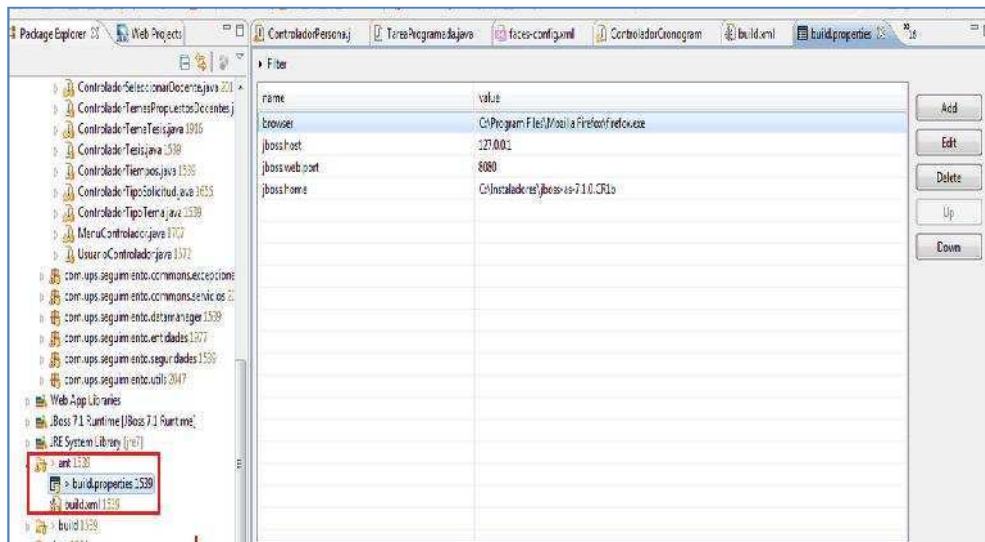 Package Explorer
Web Projects
ControladorPersona.j
TareaProgramada.java
faces-config.xml
ControladorCronogram
build.xml
build.properties
16
ControladorSeleccionarDocente.java 201
ControladorTemasPropuestosDocentes.j
ControladorTemaTesis.java 1916
ControladorTesis.java 1539
ControladorTiempos.java 1539
ControladorTipoSolicitud.java 1655
ControladorTipoTema.java 1539
MenuControlador.java 1707
UsuarioControlador.java 1572
com.ups.seguimiento.commons.excepcione
com.ups.seguimiento.commons.servicios
com.ups.seguimiento.datamanager 1539
com.ups.seguimiento.entidades 1977
com.ups.seguimiento.seguridades 1539
com.ups.seguimiento.utils 2047
Web App Libraries
JBoss 7.1 Runtime [JBoss 7.1 Runtime]
JRE System Library [jre7]
> ant 1539
> build.properties 1539
build.xml 1539
> build 1539
Filter
name value
browser C:\Program Files\Mozilla Firefox\firefox.exe
jboss.host 127.0.0.1
jboss.web.port 8080
jboss.home C:\Instaladores\jboss-as-7.1.0.CR1b
Add
Edit
Delete
Up
Down